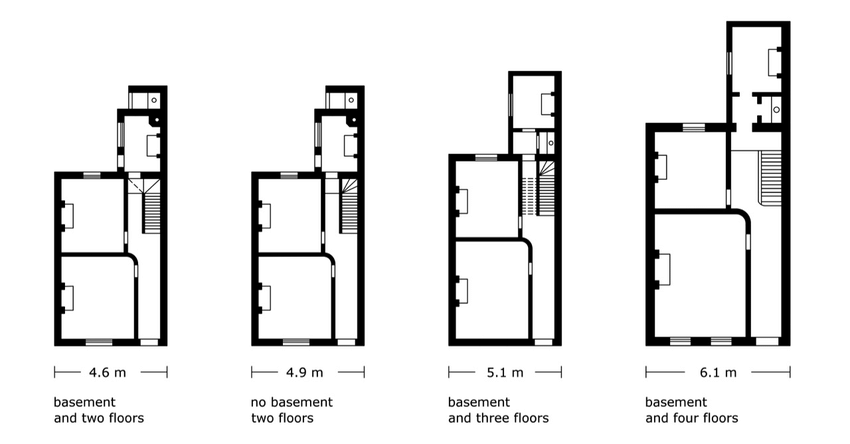 4.6 m
4.9 m
5.1 m
6.1 m
basement
and two floors
no basement
two floors
basement
and three floors
basement
and four floors